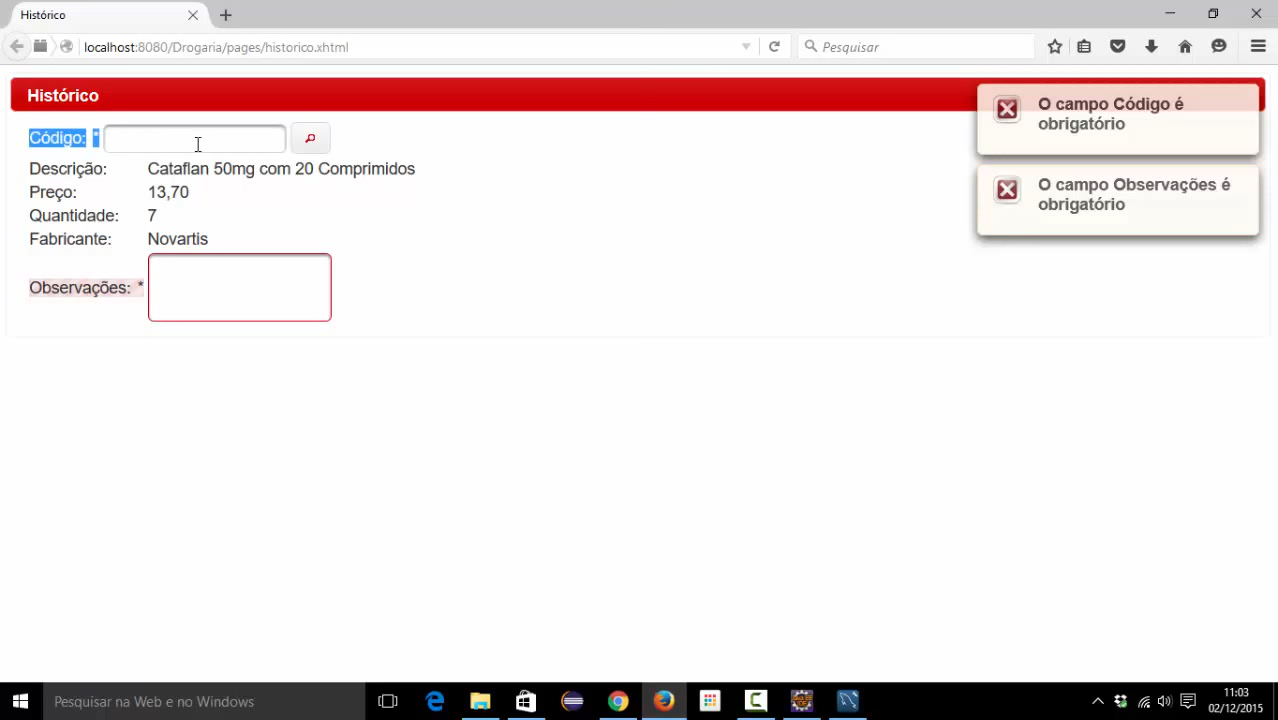 Histórico
localhost:8080/Drogaria/pages/historico.xhtml
Pesquisar
Histórico
O campo Código é
obrigatório
Código: *
Descrição: Cataflan 50mg com 20 Comprimidos
O campo Observações é
obrigatório
Preço: 13,70
Quantidade: 7
Fabricante: Novartis
Observações: *
Pesquisar na Web e no Windows
11:03
02/12/2015